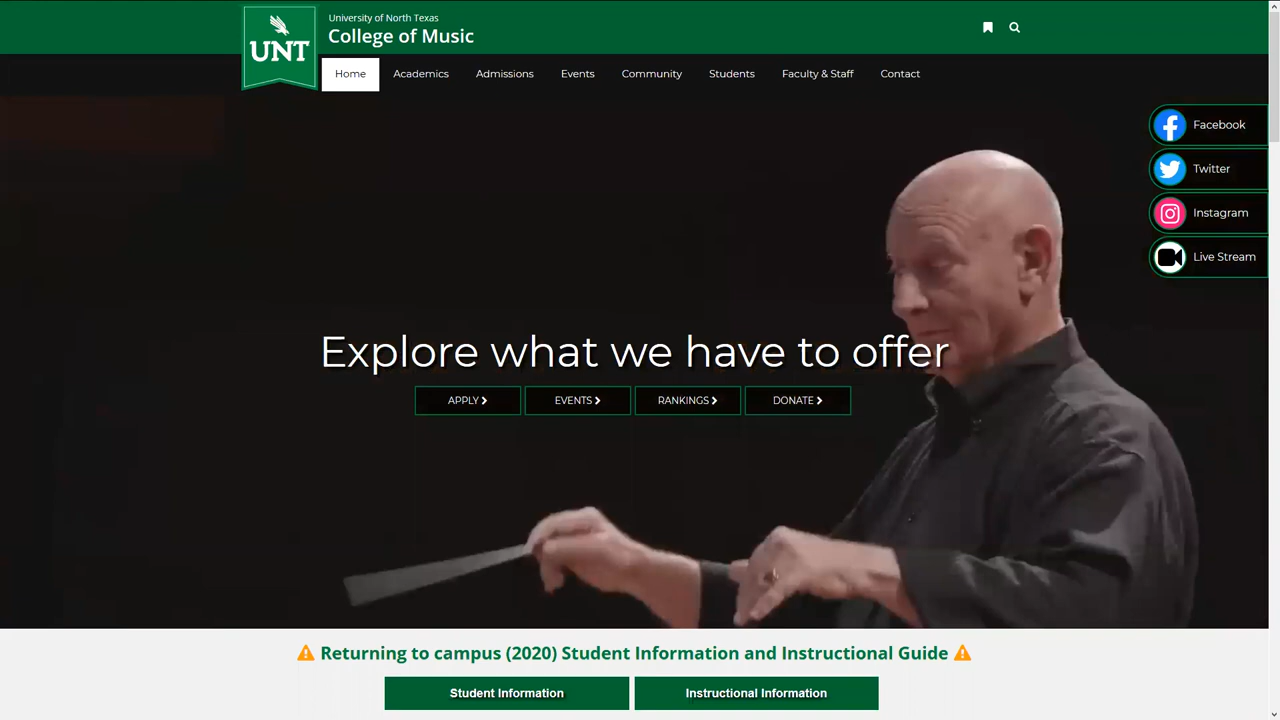 University of North Texas
College of Music
UNT
Home Academics Admissions Events Community Students Faculty & Staff Contact
Facebook
Twitter
Instagram
Live Stream
Explore what we have to offer
APPLY EVENTS RANKINGS DONATE
Returning to campus (2020) Student Information and Instructional Guide
Student Information Instructional Information